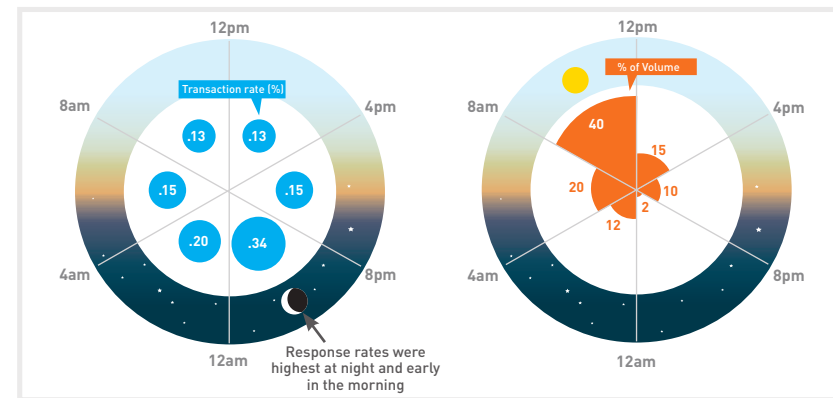 12pm
Transaction rate (%)
8am
4pm
.13
.13
.15
.15
.20
.34
4am
8pm
12am
Response rates were
highest at night and early
in the morning
12pm
% of Volume
8am
4pm
40
15
20
10
2
12
4am
8pm
12am